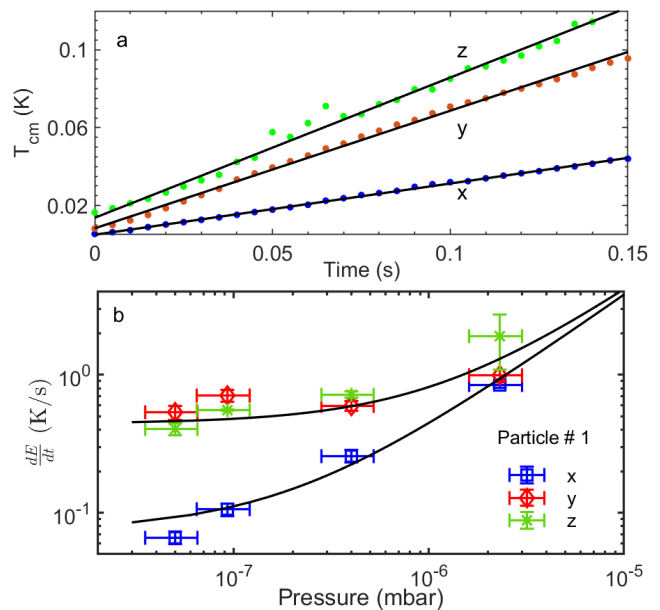 a
T_cm (K)
0.1
0.06
0.02
z
y
x
0 0.05 0.1 0.15
Time (s)
b
dE/dt (K/s)
10^0
10^-1
Particle # 1
x
y
z
10^-7 10^-6 10^-5
Pressure (mbar)